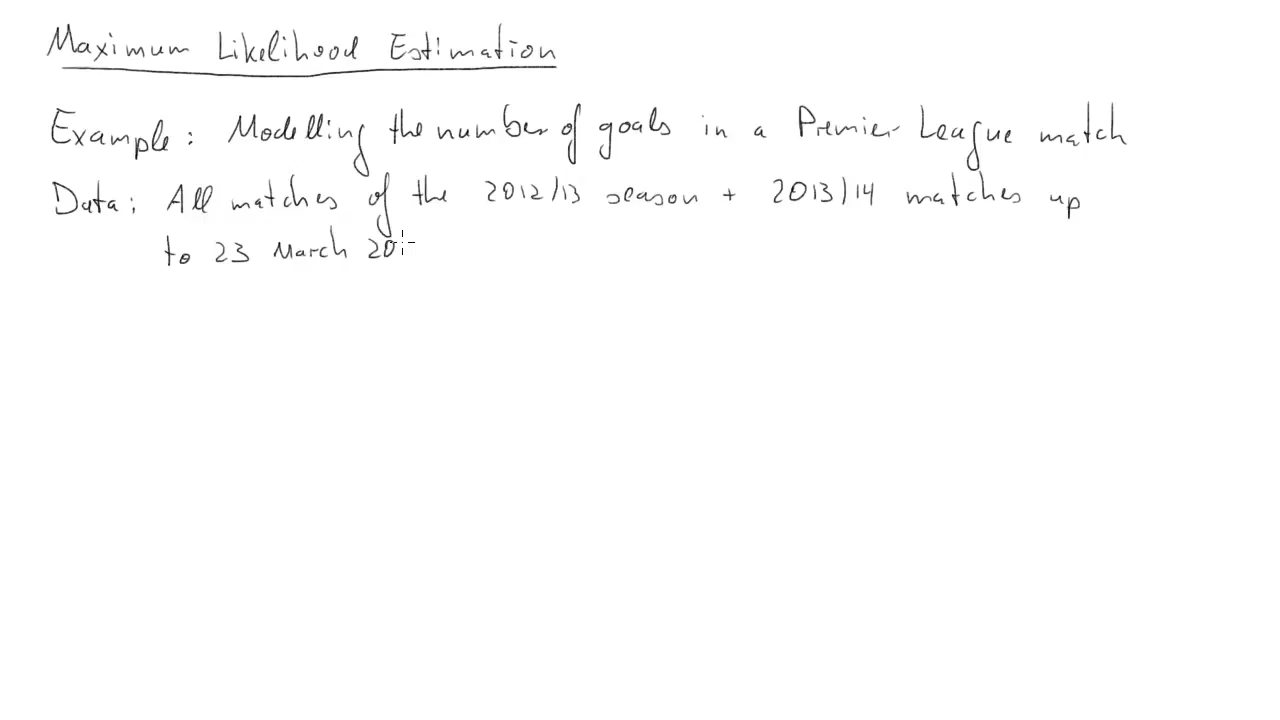 Maximum Likelihood Estimation
Example: Modelling the number of goals in a Premier League match
Data: All matches of the 2012/13 season + 2013/14 matches up
to 23 March 20